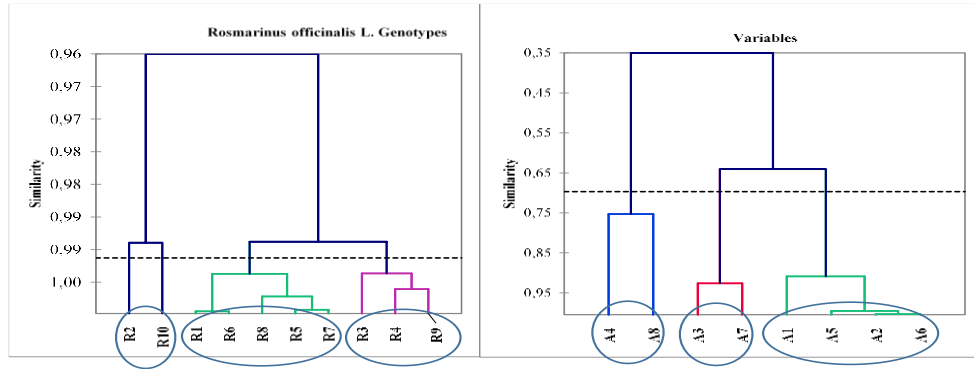 Rosmarinus officinalis L. Genotypes
0,96
0,97
0,97
0,98
0,98
0,99
0,99
1,00
Similarity
R2
R10
R1
R6
R8
R5
R7
R3
R4
R9
Variables
0,35
0,45
0,55
0,65
0,75
0,85
0,95
Similarity
A4
A8
A3
A7
A1
A5
A2
A6